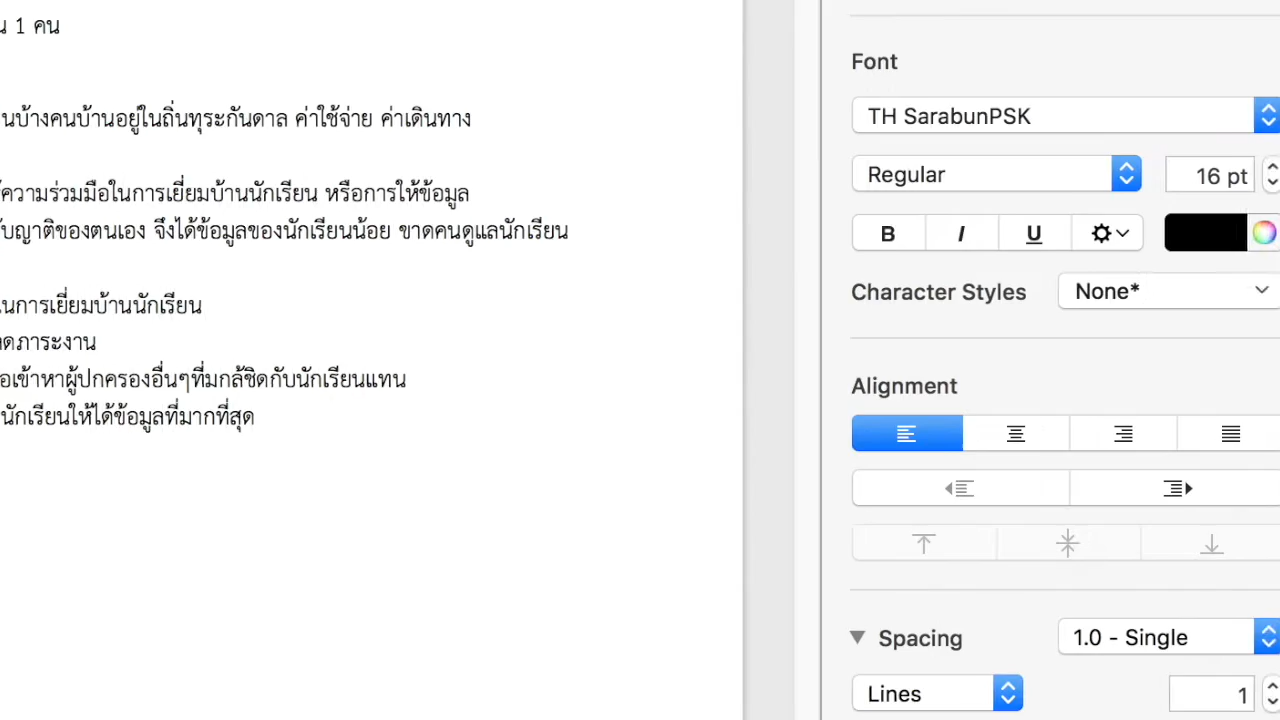 น 1 คน
นบ้างคนบ้านอยู่ในถิ่นทุระกันดาล ค่าใช้จ่าย ค่าเดินทาง
ความร่วมมือในการเยี่ยมบ้านนักเรียน หรือการให้ข้อมูล
ับญาติของตนเอง จึงได้ข้อมูลของนักเรียนน้อย ขาดคนดูแลนักเรียน
นการเยี่ยมบ้านนักเรียน
ลดภาระงาน
อเข้าหาผู้ปกครองอื่นๆที่มกล้ชิดกับนักเรียนแทน
นักเรียนให้ได้ข้อมูลที่มากที่สุด
Font
TH SarabunPSK
Regular 16 pt
B I U
Character Styles None*
Alignment
Spacing 1.0 - Single
Lines 1